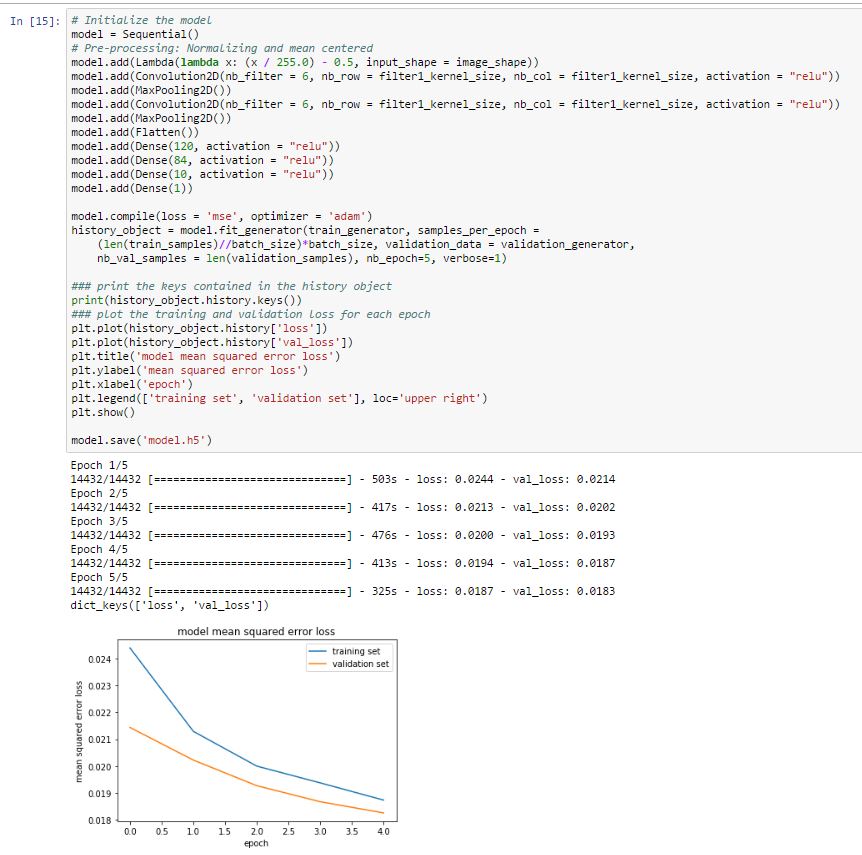 In [15]:
# Initialize the model
model = Sequential()
# Pre-processing: Normalizing and mean centered
model.add(Lambda(lambda x: (x / 255.0) - 0.5, input_shape = image_shape))
model.add(Convolution2D(nb_filter = 6, nb_row = filter1_kernel_size, nb_col = filter1_kernel_size, activation = "relu"))
model.add(MaxPooling2D())
model.add(Convolution2D(nb_filter = 6, nb_row = filter1_kernel_size, nb_col = filter1_kernel_size, activation = "relu"))
model.add(MaxPooling2D())
model.add(Flatten())
model.add(Dense(120, activation = "relu"))
model.add(Dense(84, activation = "relu"))
model.add(Dense(10, activation = "relu"))
model.add(Dense(1))

model.compile(loss = 'mse', optimizer = 'adam')
history_object = model.fit_generator(train_generator, samples_per_epoch =
    (len(train_samples)//batch_size)*batch_size, validation_data = validation_generator,
    nb_val_samples = len(validation_samples), nb_epoch=5, verbose=1)

### print the keys contained in the history object
print(history_object.history.keys())
### plot the training and validation loss for each epoch
plt.plot(history_object.history['loss'])
plt.plot(history_object.history['val_loss'])
plt.title('model mean squared error loss')
plt.ylabel('mean squared error loss')
plt.xlabel('epoch')
plt.legend(['training set', 'validation set'], loc='upper right')
plt.show()

model.save('model.h5')
Epoch 1/5
14432/14432 [==============================] - 503s - loss: 0.0244 - val_loss: 0.0214
Epoch 2/5
14432/14432 [==============================] - 417s - loss: 0.0213 - val_loss: 0.0202
Epoch 3/5
14432/14432 [==============================] - 476s - loss: 0.0200 - val_loss: 0.0193
Epoch 4/5
14432/14432 [==============================] - 413s - loss: 0.0194 - val_loss: 0.0187
Epoch 5/5
14432/14432 [==============================] - 325s - loss: 0.0187 - val_loss: 0.0183
dict_keys(['loss', 'val_loss'])
model mean squared error loss
training set
validation set
mean squared error loss
0.024
0.023
0.022
0.021
0.020
0.019
0.018
0.0 0.5 1.0 1.5 2.0 2.5 3.0 3.5 4.0
epoch